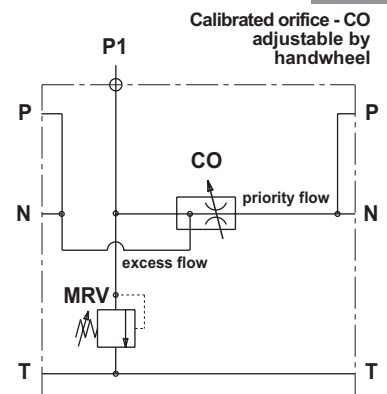 Calibrated orifice - CO
adjustable by
handwheel
P1
P
P
CO
priority flow
N
N
excess flow
MRV
T
T